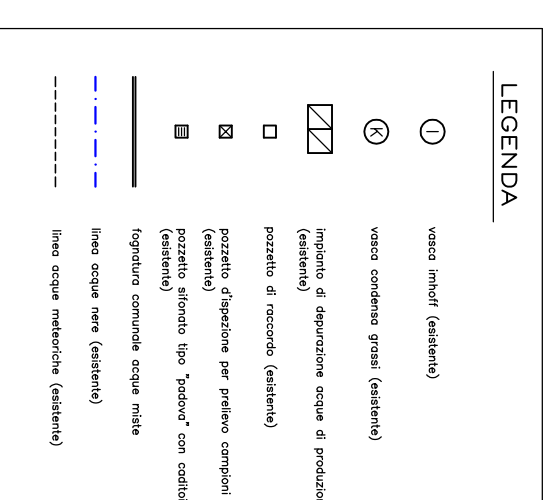 LEGENDA
I
vasca imhoff (esistente)
K
vasca condensa grassi (esistente)
impianto di depurazione acque di
(esistente)
pozzetto di raccordo (esistente)
pozzetto d'ispezione per prelievo campioni
(esistente)
pozzetto sifonato tipo "padova" con
(esistente)
fognatura comunale acque miste
linea acque nere (esistente)
linea acque meteoriche (esistente)